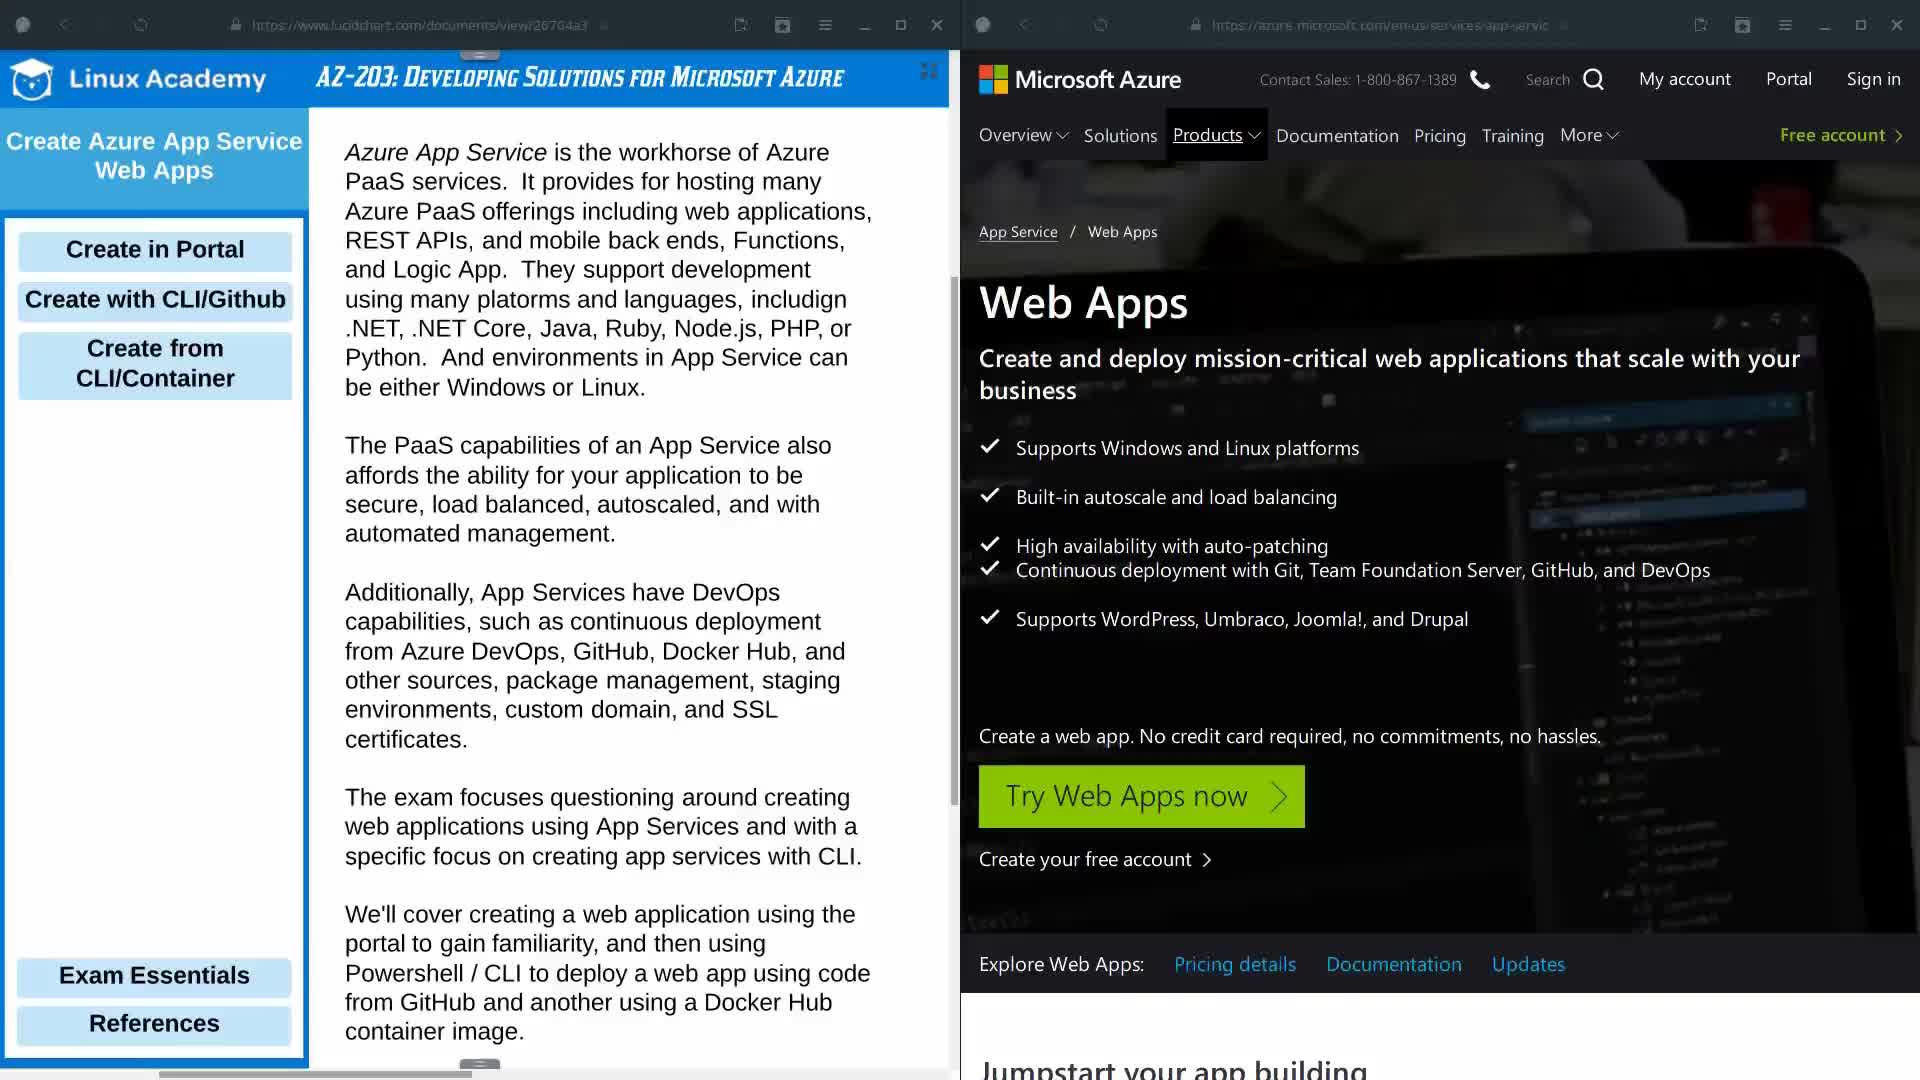 https://www.lucidchart.com/documents/view/26704a3
Linux Academy
AZ-203: Developing Solutions for Microsoft Azure
Create Azure App Service
Web Apps
Create in Portal
Create with CLI/Github
Create from
CLI/Container
Exam Essentials
References
Azure App Service is the workhorse of Azure
PaaS services. It provides for hosting many
Azure PaaS offerings including web applications,
REST APIs, and mobile back ends, Functions,
and Logic App. They support development
using many platorms and languages, includign
.NET, .NET Core, Java, Ruby, Node.js, PHP, or
Python. And environments in App Service can
be either Windows or Linux.
The PaaS capabilities of an App Service also
affords the ability for your application to be
secure, load balanced, autoscaled, and with
automated management.
Additionally, App Services have DevOps
capabilities, such as continuous deployment
from Azure DevOps, GitHub, Docker Hub, and
other sources, package management, staging
environments, custom domain, and SSL
certificates.
The exam focuses questioning around creating
web applications using App Services and with a
specific focus on creating app services with CLI.
We'll cover creating a web application using the
portal to gain familiarity, and then using
Powershell / CLI to deploy a web app using code
from GitHub and another using a Docker Hub
container image.
https://azure.microsoft.com/en-us/services/app-servic
Microsoft Azure
Contact Sales: 1-800-867-1389
Search
My account
Portal
Sign in
Overview
Solutions
Products
Documentation
Pricing
Training
More
Free account
App Service / Web Apps
Web Apps
Create and deploy mission-critical web applications that scale with your
business
Supports Windows and Linux platforms
Built-in autoscale and load balancing
High availability with auto-patching
Continuous deployment with Git, Team Foundation Server, GitHub, and DevOps
Supports WordPress, Umbraco, Joomla!, and Drupal
Create a web app. No credit card required, no commitments, no hassles.
Try Web Apps now
Create your free account
Explore Web Apps:
Pricing details
Documentation
Updates
Jumpstart your app building